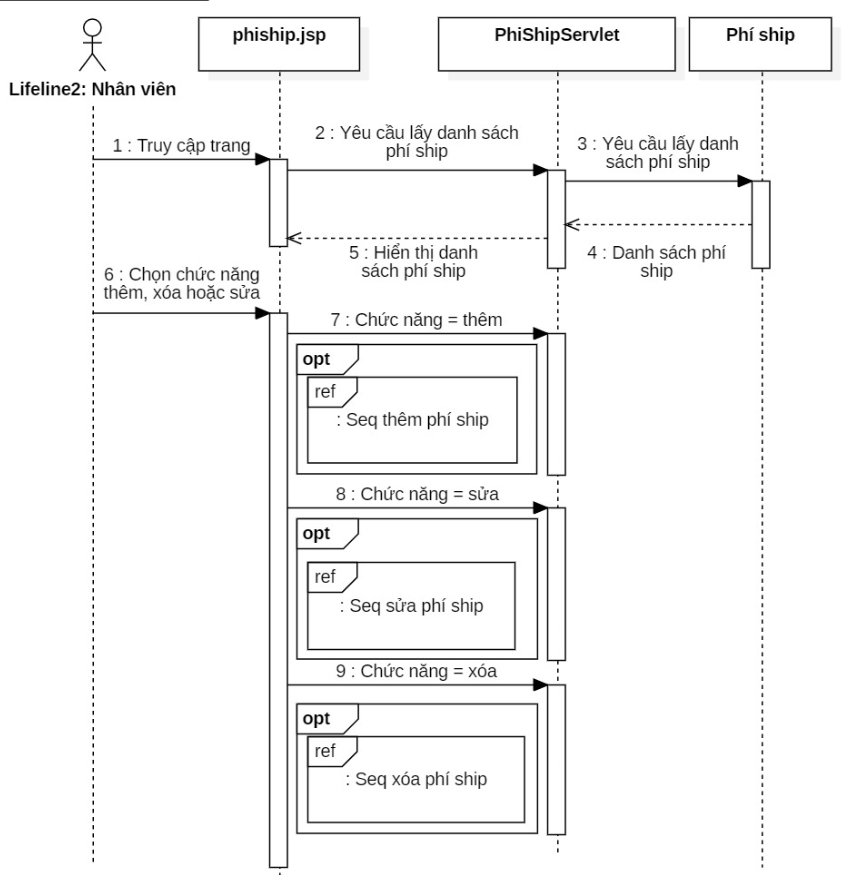 phiship.jsp
PhiShipServlet
Phí ship
Lifeline2: Nhân viên
1 : Truy cập trang
2 : Yêu cầu lấy danh sách
phí ship
3 : Yêu cầu lấy danh
sách phí ship
4 : Danh sách phí
ship
5 : Hiển thị danh
sách phí ship
6 : Chọn chức năng
thêm, xóa hoặc sửa
7 : Chức năng = thêm
opt
ref
: Seq thêm phí ship
8 : Chức năng = sửa
opt
ref
: Seq sửa phí ship
9 : Chức năng = xóa
opt
ref
: Seq xóa phí ship